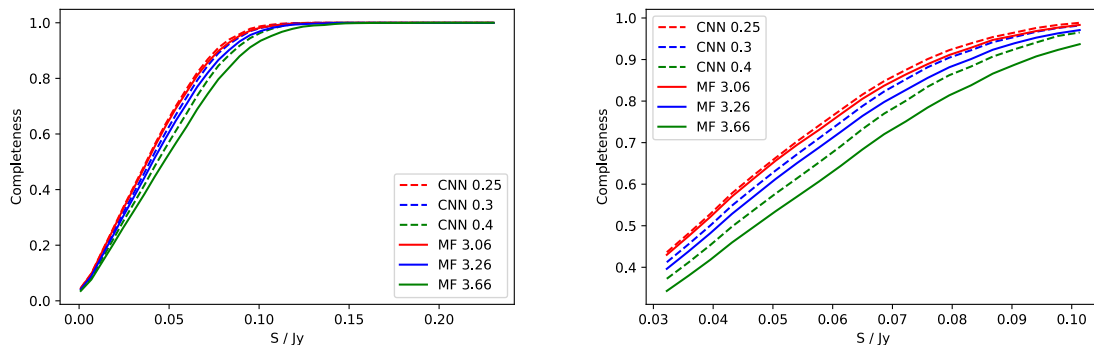 1.0
0.8
0.6
0.4
0.2
0.0
Completeness
CNN 0.25
CNN 0.3
CNN 0.4
MF 3.06
MF 3.26
MF 3.66
0.00 0.05 0.10 0.15 0.20
S / Jy
1.0
0.9
0.8
0.7
0.6
0.5
0.4
Completeness
CNN 0.25
CNN 0.3
CNN 0.4
MF 3.06
MF 3.26
MF 3.66
0.03 0.04 0.05 0.06 0.07 0.08 0.09 0.10
S / Jy